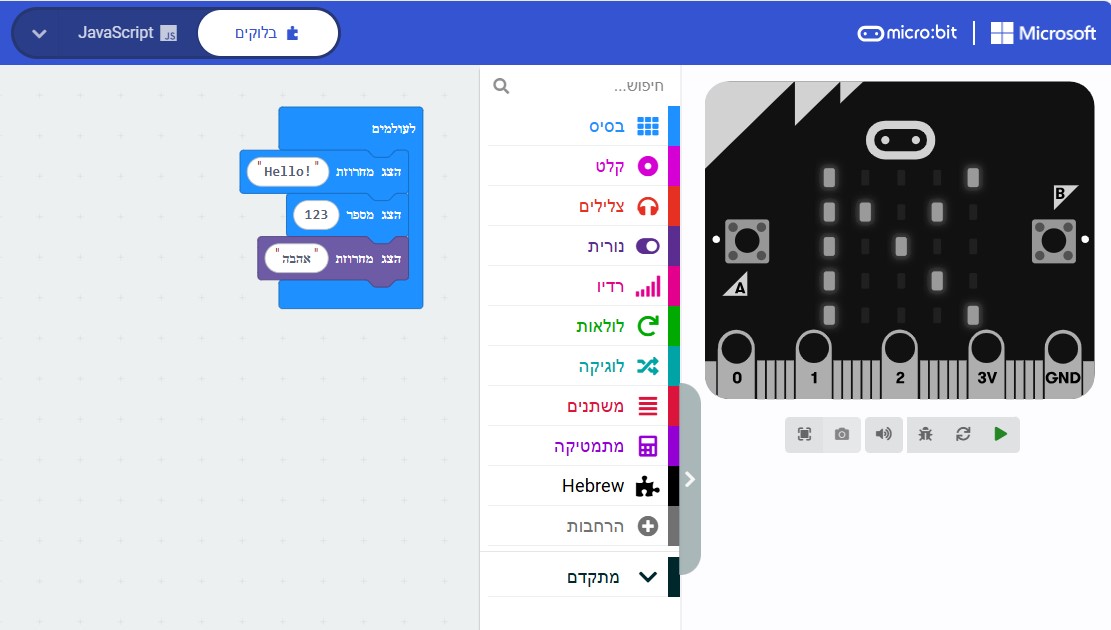 JavaScript JS
בלוקים
micro:bit
Microsoft
לעולמים
הצג מחרוזת "Hello!"
הצג מספר 123
הצג מחרוזת "אהבה"
חיפוש...
בסיס
קלט
צלילים
נורית
רדיו
לולאות
לוגיקה
משתנים
מתמטיקה
Hebrew
הרחבות
מתקדם
B
A
0 1 2 3V GND